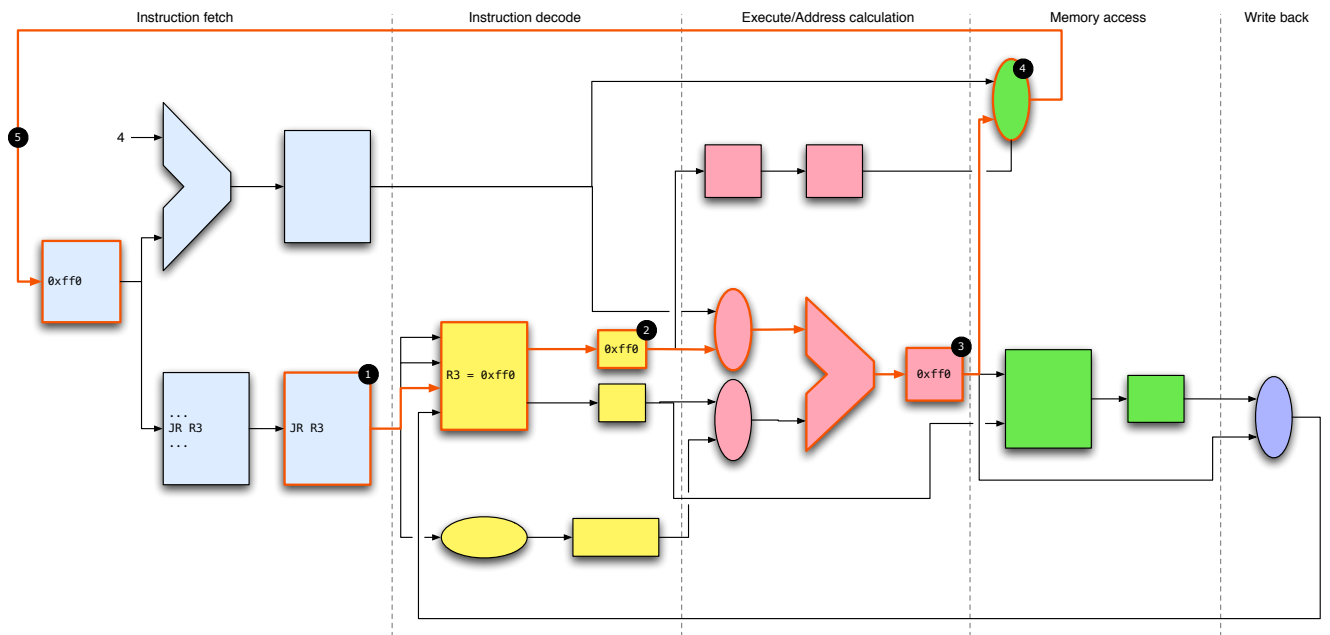 Instruction fetch
Instruction decode
Execute/Address calculation
Memory access
Write back
4
4
5
0xff0
2
0xff0
R3 = 0xff0
3
0xff0
1
...
JR R3
...
JR R3